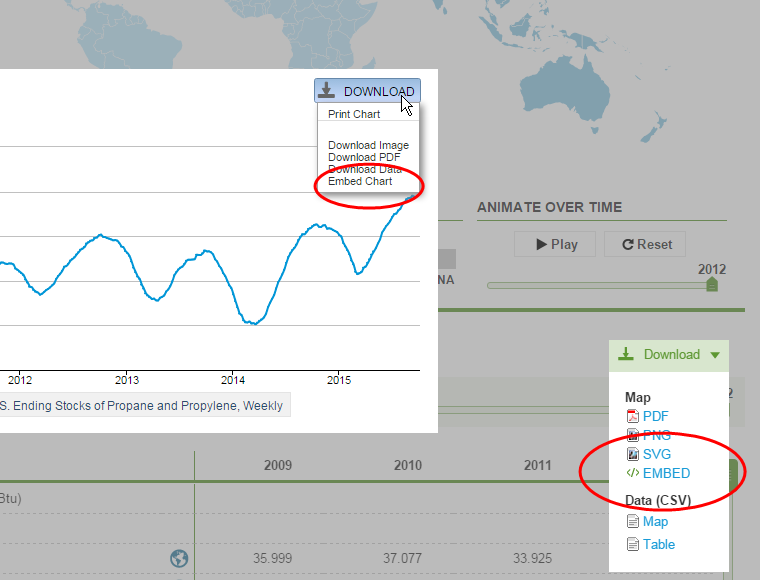 DOWNLOAD
Print Chart
Download Image
Download PDF
Download Data
Embed Chart
2012 2013 2014 2015
S. Ending Stocks of Propane and Propylene, Weekly
ANIMATE OVER TIME
Play Reset
2012
NA
Download
2
Map
PDF
PNG
SVG
EMBED
Data (CSV)
Map
Table
2009 2010 2011
Btu)
35.999 37.077 33.925